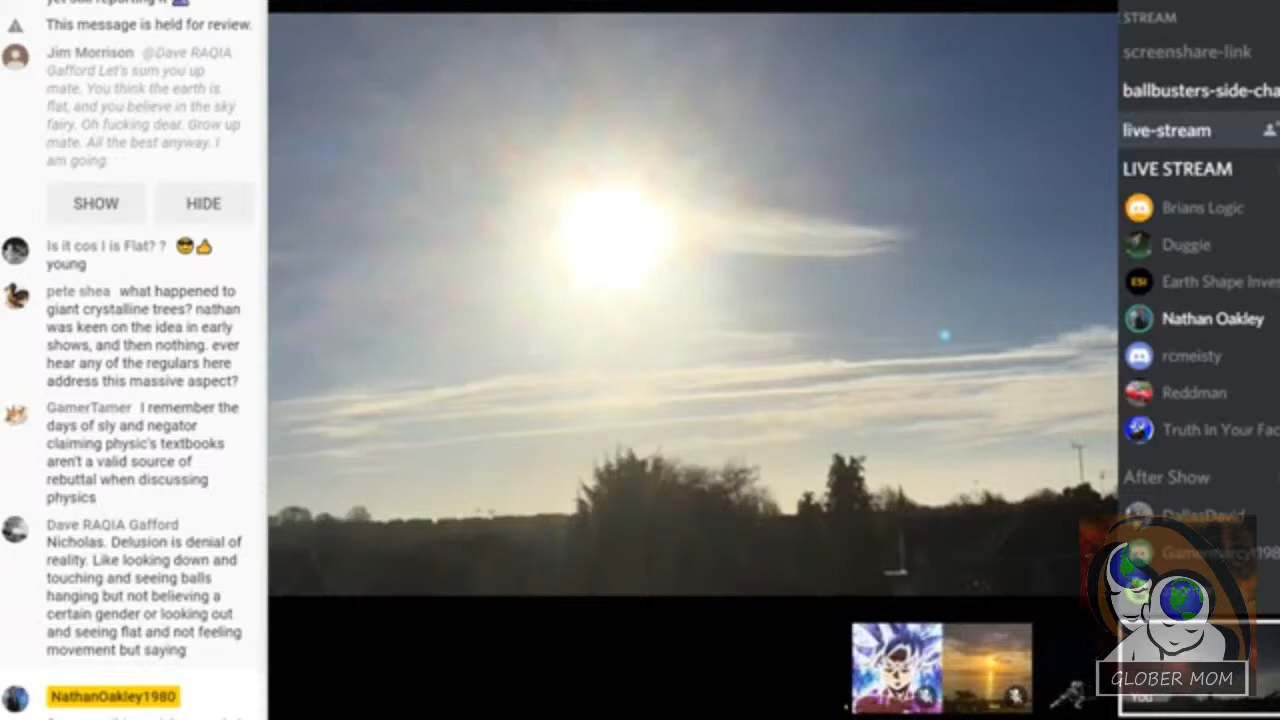 This message is held for review.
Jim Morrison @Dave RAQIA
Gafford Let's sum you up
mate. You think the earth is
flat, and you believe in the sky
fairy. Oh fucking dear. Grow up
mate. All the best anyway. I
am going.
SHOW HIDE
Is it cos I is Flat? ?
young
pete shea what happened to
giant crystalline trees? nathan
was keen on the idea in early
shows, and then nothing. ever
hear any of the regulars here
address this massive aspect?
GamerTamer I remember the
days of sly and negator
claiming physic's textbooks
aren't a valid source of
rebuttal when discussing
physics
Dave RAQIA Gafford
Nicholas. Delusion is denial of
reality. Like looking down and
touching and seeing balls
hanging but not believing a
certain gender or looking out
and seeing flat and not feeling
movement but saying
NathanOakley1980
STREAM
screenshare-link
ballbusters-side-cha
live-stream
LIVE STREAM
Brians Logic
Duggie
ESI
Earth Shape Inves
Nathan Oakley
rcmeisty
Reddman
Truth In Your Fac
After Show
DallasDavid
GLOBER MOM
You